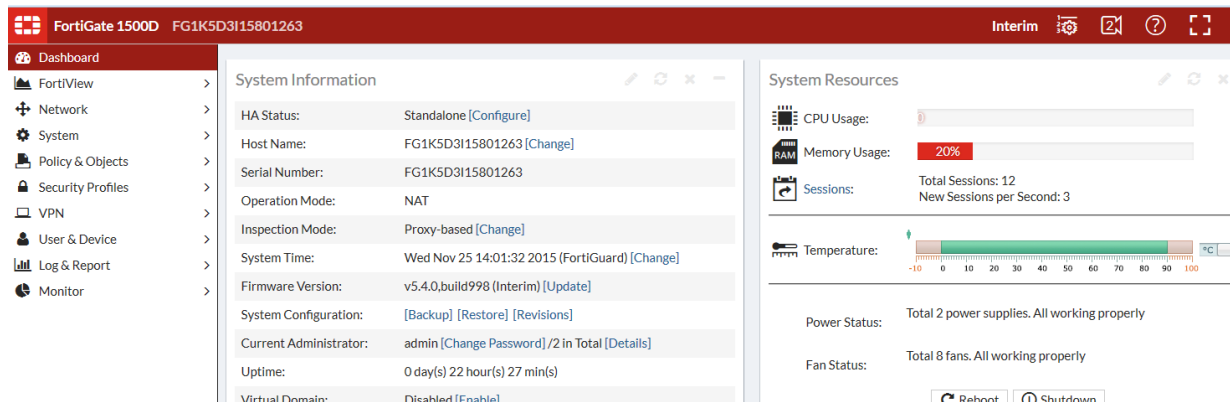 FortiGate 1500D FG1K5D3I15801263
Interim
2
?
Dashboard
FortiView
Network
System
Policy & Objects
Security Profiles
VPN
User & Device
Log & Report
Monitor
System Information
HA Status: Standalone [Configure]
Host Name: FG1K5D3I15801263 [Change]
Serial Number: FG1K5D3I15801263
Operation Mode: NAT
Inspection Mode: Proxy-based [Change]
System Time: Wed Nov 25 14:01:32 2015 (FortiGuard) [Change]
Firmware Version: v5.4.0,build998 (Interim) [Update]
System Configuration: [Backup] [Restore] [Revisions]
Current Administrator: admin [Change Password] /2 in Total [Details]
Uptime: 0 day(s) 22 hour(s) 27 min(s)
Virtual Domain: Disabled [Enable]
System Resources
CPU Usage:
RAM Memory Usage: 20%
Sessions: Total Sessions: 12
New Sessions per Second: 3
Temperature: °C
-10 0 10 20 30 40 50 60 70 80 90 100
Power Status: Total 2 power supplies. All working properly
Fan Status: Total 8 fans. All working properly
Reboot Shutdown